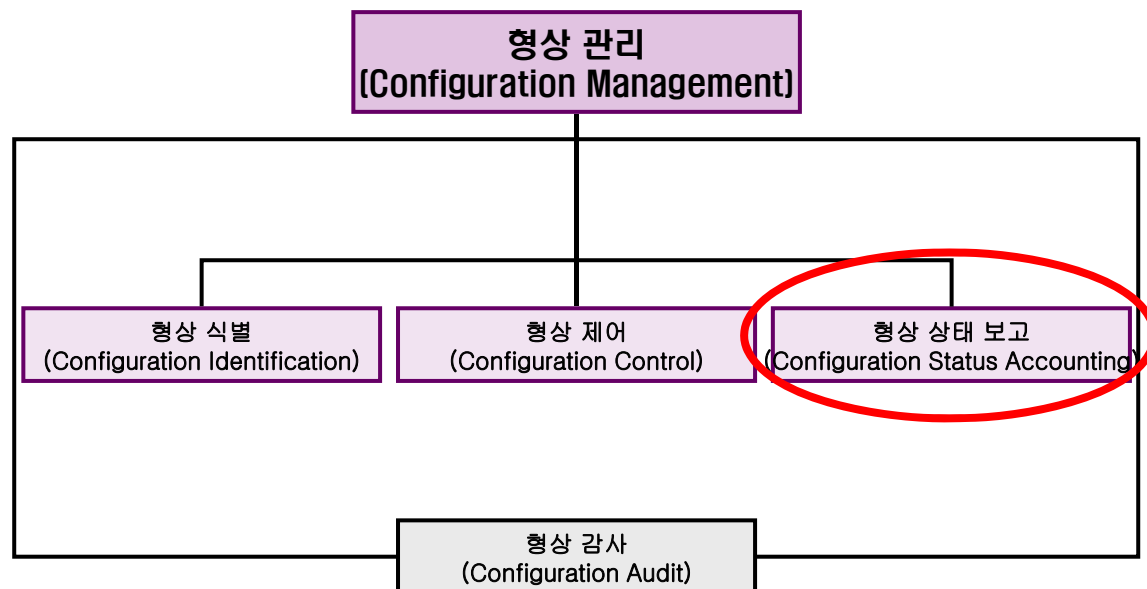 형상 관리
(Configuration Management)
형상 식별
(Configuration Identification)
형상 제어
(Configuration Control)
형상 상태 보고
(Configuration Status Accounting)
형상 감사
(Configuration Audit)